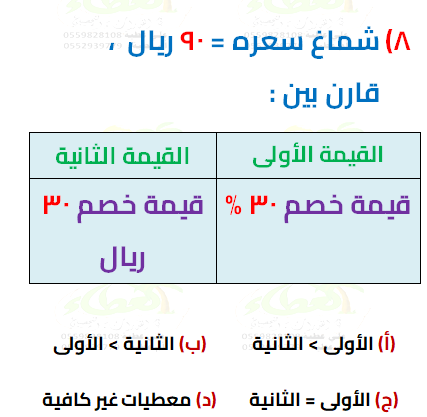 ٨) شماغ سعره = ٩٠ ريال ،
قارن بين :
القيمة الأولى القيمة الثانية
قيمة خصم ٣٠ % قيمة خصم ٣٠
ريال
(أ) الأولى > الثانية (ب) الثانية > الأولى
(ج) الأولى = الثانية (د) معطيات غير كافية